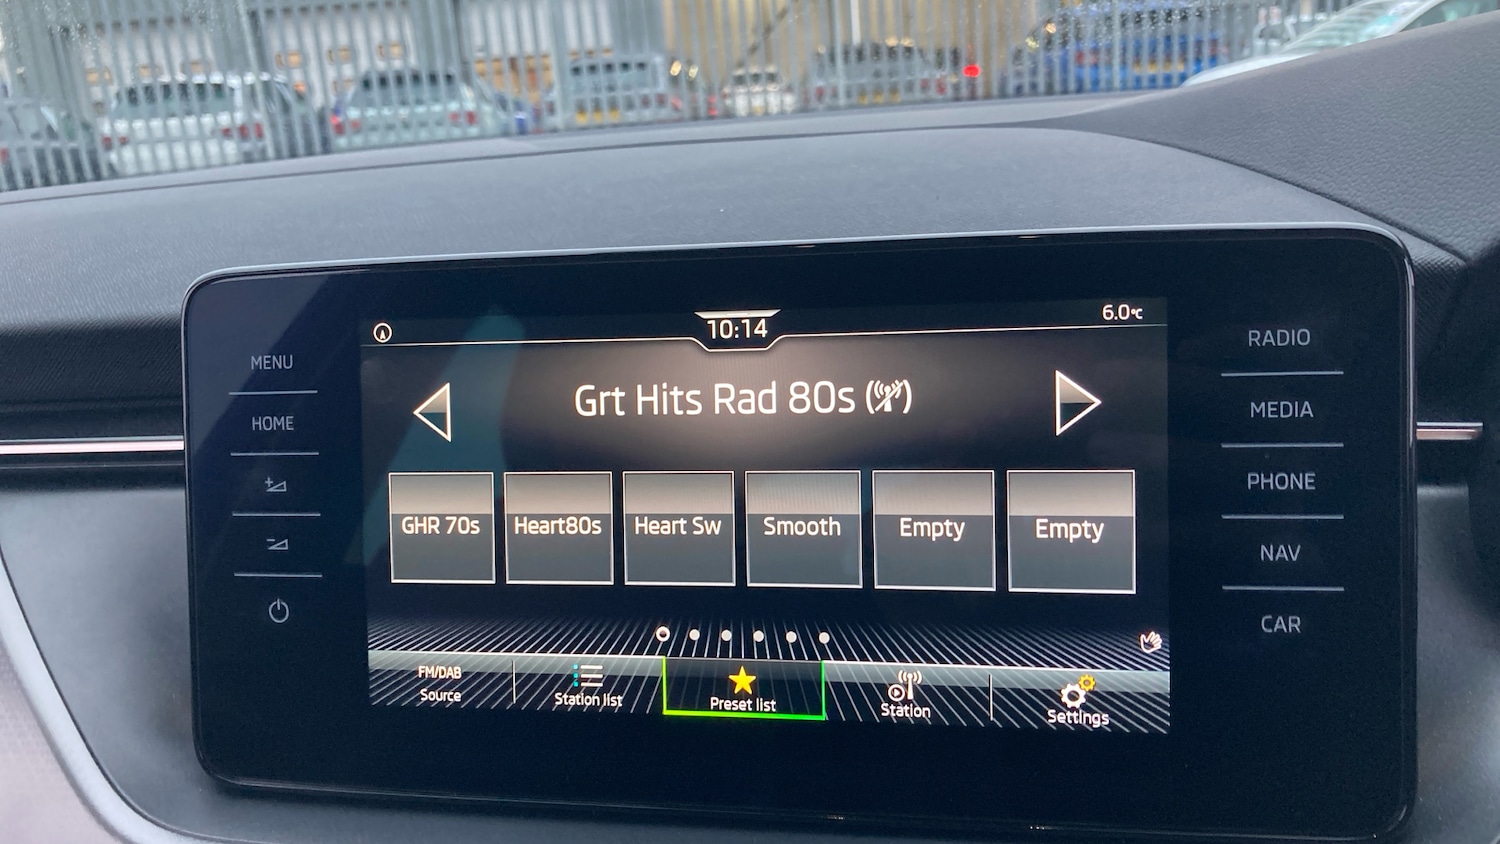 10:14
6.0°C
MENU
HOME
RADIO
MEDIA
PHONE
NAV
CAR
Grt Hits Rad 80s
GHR 70s
Heart80s
Heart Sw
Smooth
Empty
Empty
FM/DAB
Source
Station list
Preset list
Station
Settings